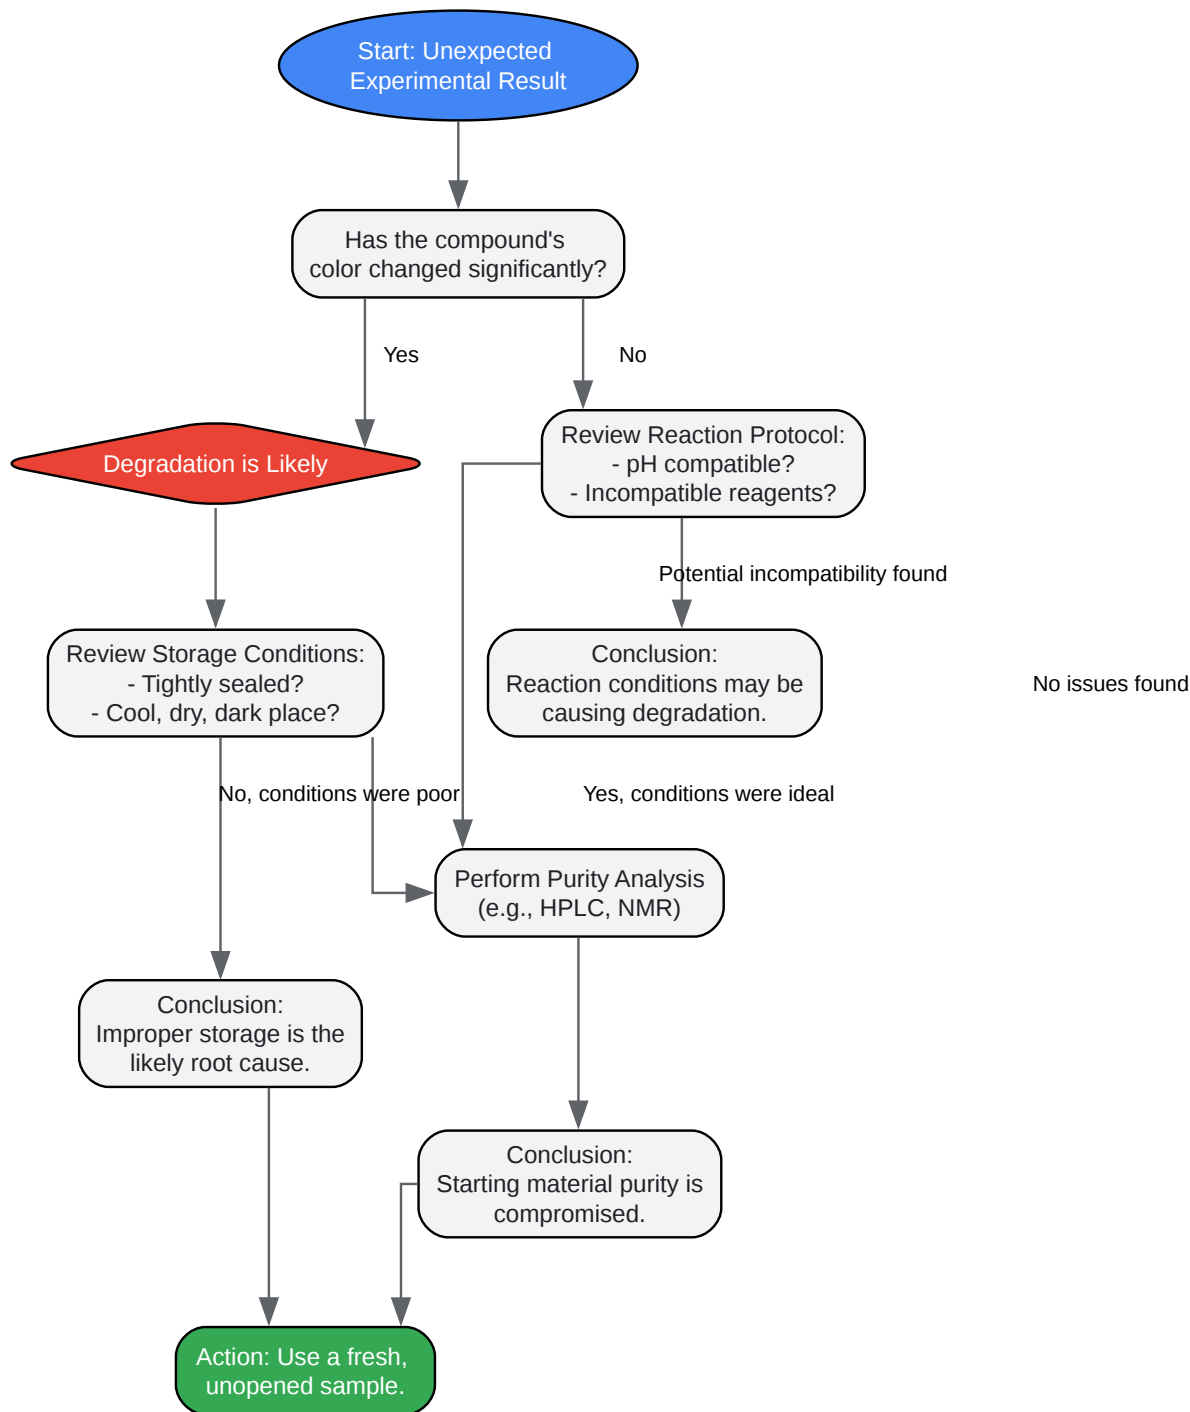 Start: Unexpected
Experimental Result
Has the compound's
color changed significantly?
Yes
No
Degradation is Likely
Review Reaction Protocol:
- pH compatible?
- Incompatible reagents?
Potential incompatibility found
Review Storage Conditions:
- Tightly sealed?
- Cool, dry, dark place?
Conclusion:
Reaction conditions may be
causing degradation.
No issues found
No, conditions were poor
Yes, conditions were ideal
Perform Purity Analysis
(e.g., HPLC, NMR)
Conclusion:
Improper storage is the
likely root cause.
Conclusion:
Starting material purity is
compromised.
Action: Use a fresh,
unopened sample.